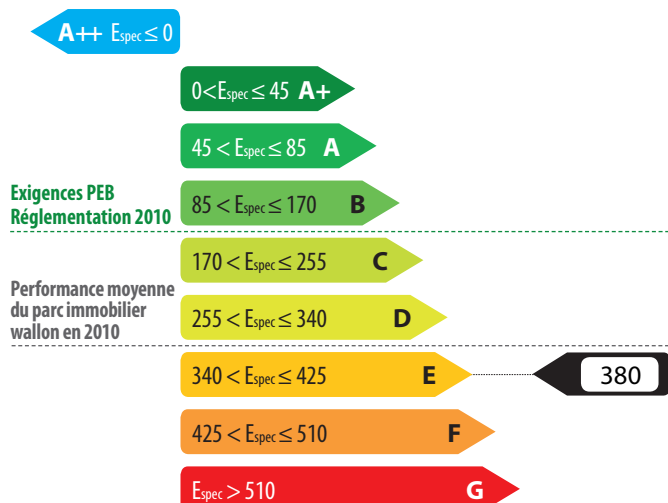 A++ Espec ≤ 0
0<Espec ≤ 45 A+
45 < Espec ≤ 85 A
Exigences PEB
Réglementation 2010
85 < Espec ≤ 170 B
170 < Espec ≤ 255 C
Performance moyenne
du parc immobilier
wallon en 2010
255 < Espec ≤ 340 D
340 < Espec ≤ 425 E
380
425 < Espec ≤ 510 F
Espec > 510 G